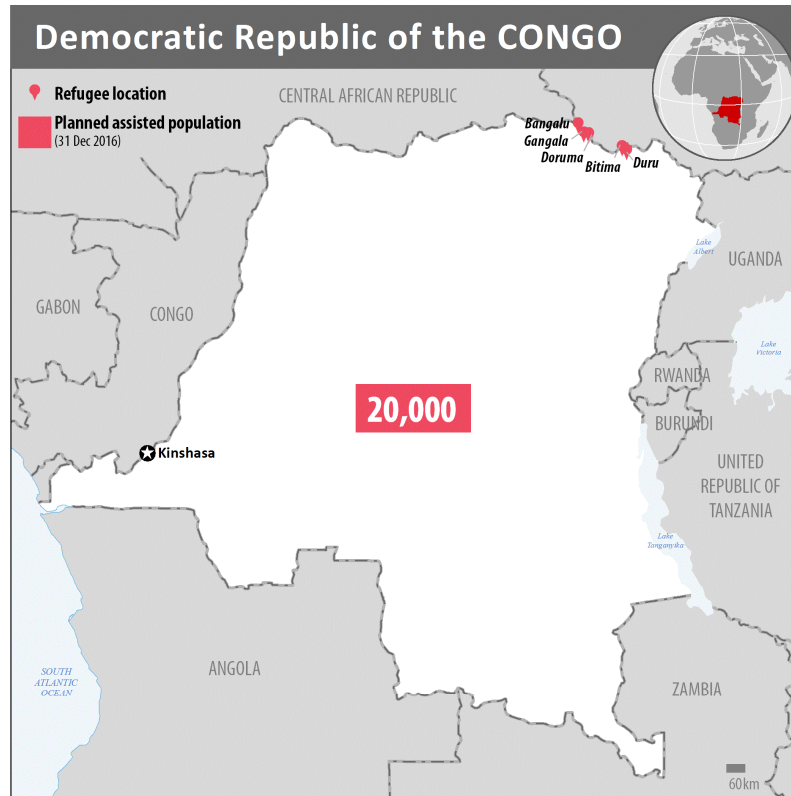 Democratic Republic of the CONGO
Refugee location
Planned assisted population
(31 Dec 2016)
CENTRAL AFRICAN REPUBLIC
Bangalu
Gangala
Doruma
Bitima
Duru
Lake
Albert
UGANDA
GABON
CONGO
Lake
Victoria
RWANDA
20,000
BURUNDI
Kinshasa
UNITED
REPUBLIC OF
TANZANIA
Lake
Tanganyika
SOUTH
ATLANTIC
OCEAN
ANGOLA
ZAMBIA
60km